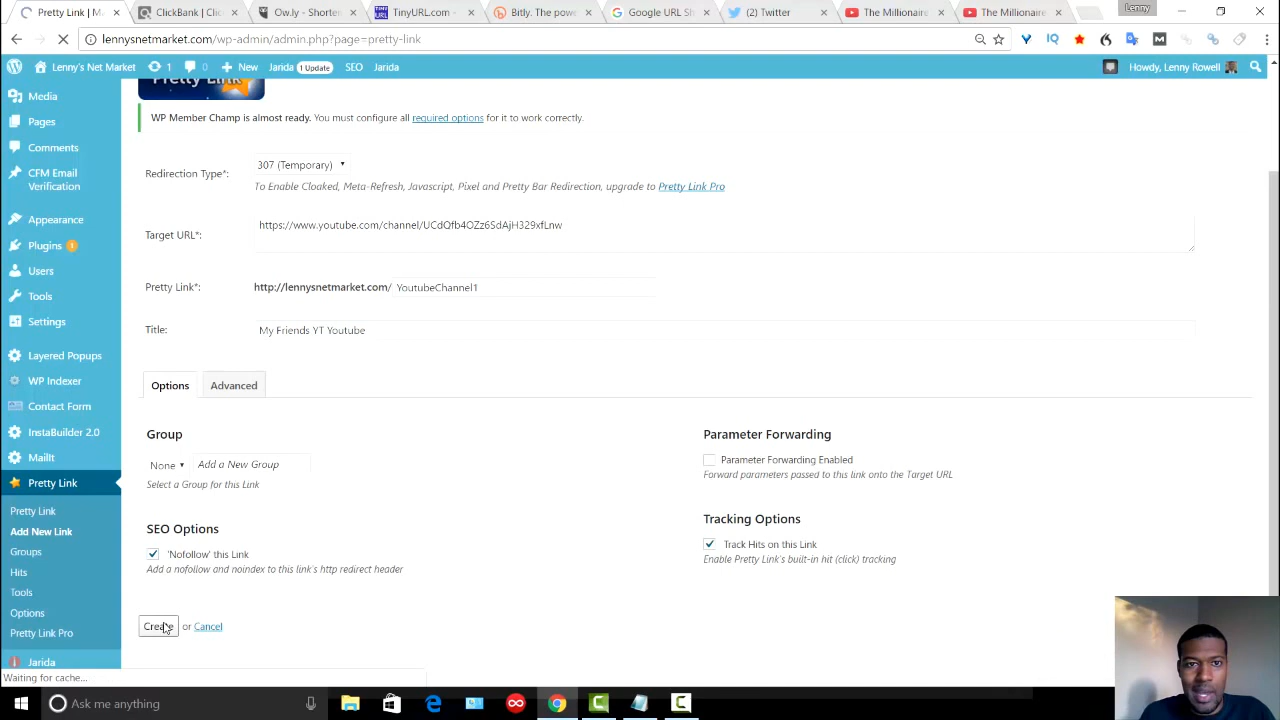 Pretty Link | M
ClickBank | Click
Ow.ly - Shorten
TinyURL.com -
Bitly. The power
Google URL Sh
(2) Twitter
The Millionaire
The Millionaire
Lenny
lennysnetmarket.com/wp-admin/admin.php?page=pretty-link
Lenny's Net Market 1 0 New Jarida 1 Update SEO Jarida Howdy, Lenny Rowell
Media
Pages
Comments
CFM Email
Verification
Appearance
Plugins 1
Users
Tools
Settings
Layered Popups
WP Indexer
Contact Form
InstaBuilder 2.0
MailIt
Pretty Link
Pretty Link
Add New Link
Groups
Hits
Tools
Options
Pretty Link Pro
Jarida
Pretty Link
WP Member Champ is almost ready. You must configure all required options for it to work correctly.
Redirection Type*: 307 (Temporary)
To Enable Cloaked, Meta-Refresh, Javascript, Pixel and Pretty Bar Redirection, upgrade to Pretty Link Pro
Target URL*: https://www.youtube.com/channel/UCdQfb4OZz6SdAjH329xfLnw
Pretty Link*: http://lennysnetmarket.com/ YoutubeChannel1
Title: My Friends YT Youtube
Options Advanced
Group
None Add a New Group
Select a Group for this Link
SEO Options
'Nofollow' this Link
Add a nofollow and noindex to this link's http redirect header
Parameter Forwarding
Parameter Forwarding Enabled
Forward parameters passed to this link onto the Target URL
Tracking Options
Track Hits on this Link
Enable Pretty Link's built-in hit (click) tracking
Create or Cancel
Waiting for cache...
Ask me anything